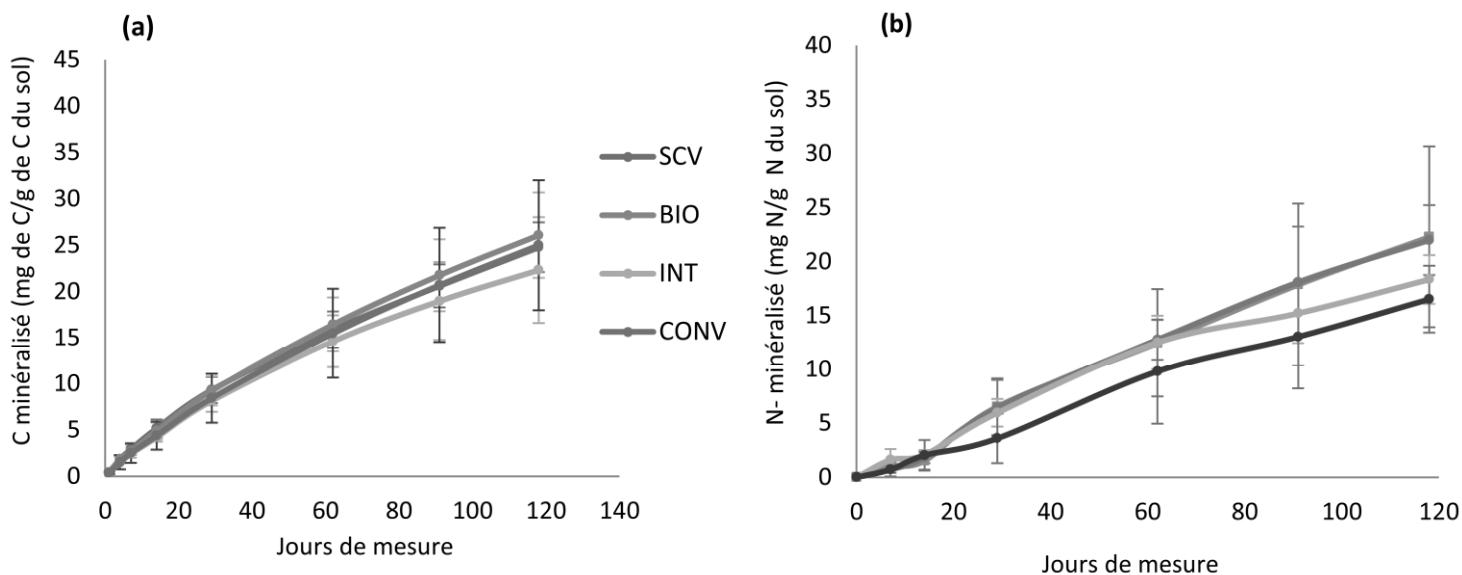 (a)
C minéralisé (mg de C/g de C du sol)
45
40
35
30
25
20
15
10
5
0
0 20 40 60 80 100 120 140
Jours de mesure
SCV
BIO
INT
CONV
(b)
N- minéralisé (mg N/g N du sol)
40
35
30
25
20
15
10
5
0
0 20 40 60 80 100 120
Jours de mesure